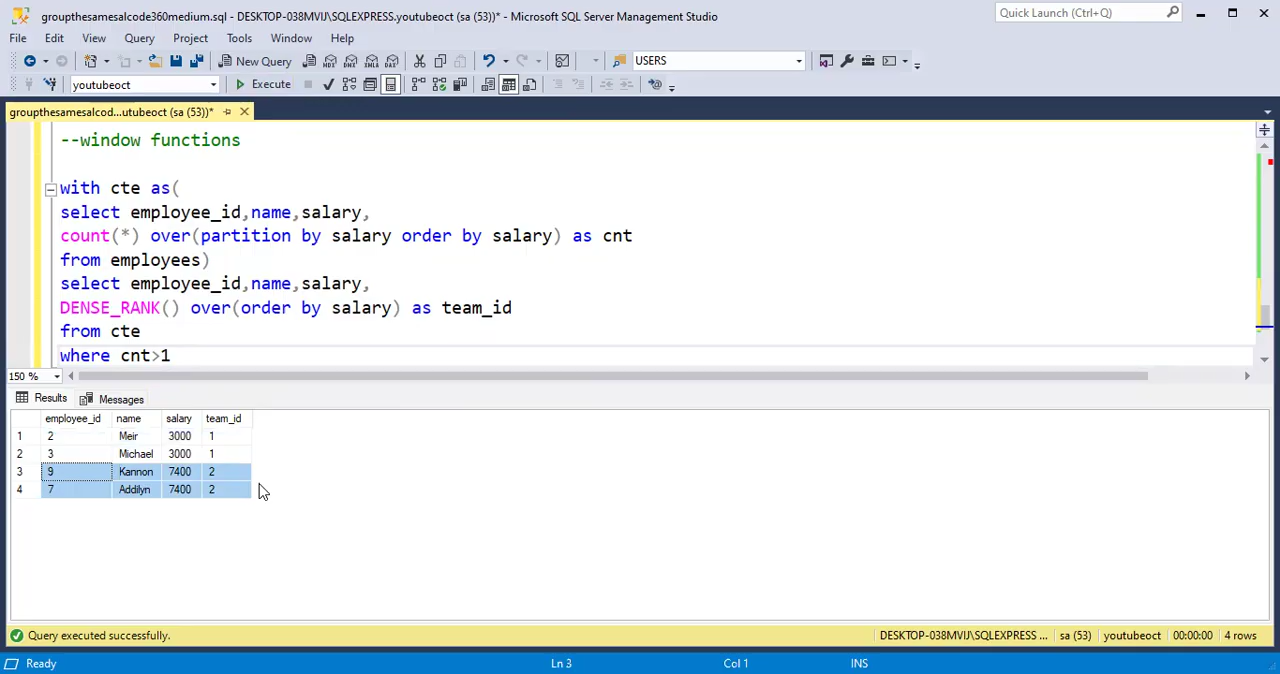 groupthesamesalcode360medium.sql - DESKTOP-038MVIJ\SQLEXPRESS.youtubeoct (sa (53))* - Microsoft SQL Server Management Studio
Quick Launch (Ctrl+Q)
File Edit View Query Project Tools Window Help
New Query
USERS
youtubeoct
Execute
groupthesamesalcod...utubeoct (sa (53))*
--window functions
with cte as(
select employee_id,name,salary,
count(*) over(partition by salary order by salary) as cnt
from employees)
select employee_id,name,salary,
DENSE_RANK() over(order by salary) as team_id
from cte
where cnt>1
150 %
Results Messages
employee_id name salary team_id
1 2 Meir 3000 1
2 3 Michael 3000 1
3 9 Kannon 7400 2
4 7 Addilyn 7400 2
Query executed successfully. DESKTOP-038MVIJ\SQLEXPRESS ... sa (53) youtubeoct 00:00:00 4 rows
Ready Ln 3 Col 1 INS